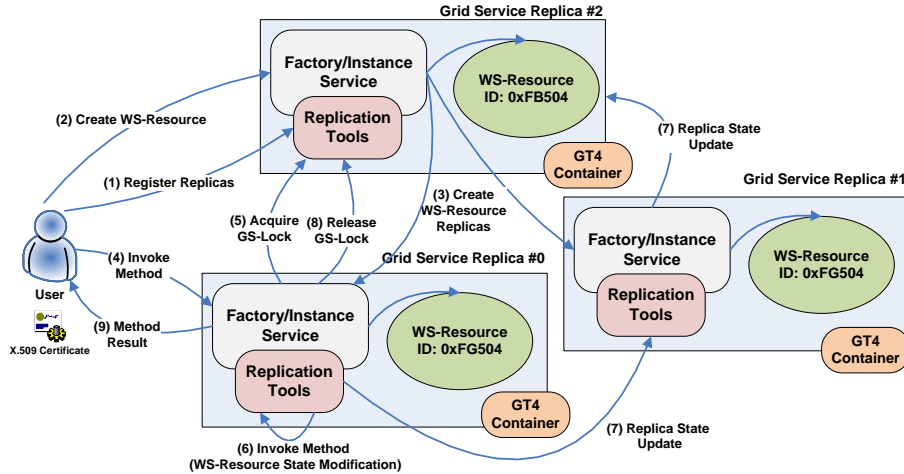 Grid Service Replica #2
Factory/Instance
Service
WS-Resource
ID: 0xFB504
Replication
Tools
GT4
Container
(2) Create WS-Resource
(1) Register Replicas
(7) Replica State
Update
(3) Create
WS-Resource
Replicas
(5) Acquire
GS-Lock
(8) Release
GS-Lock
Grid Service Replica #1
Factory/Instance
Service
WS-Resource
ID: 0xFG504
Replication
Tools
GT4
Container
(4) Invoke
Method
User
X.509 Certificate
(9) Method
Result
Grid Service Replica #0
Factory/Instance
Service
WS-Resource
ID: 0xFG504
Replication
Tools
GT4
Container
(6) Invoke Method
(WS-Resource State Modification)
(7) Replica State
Update